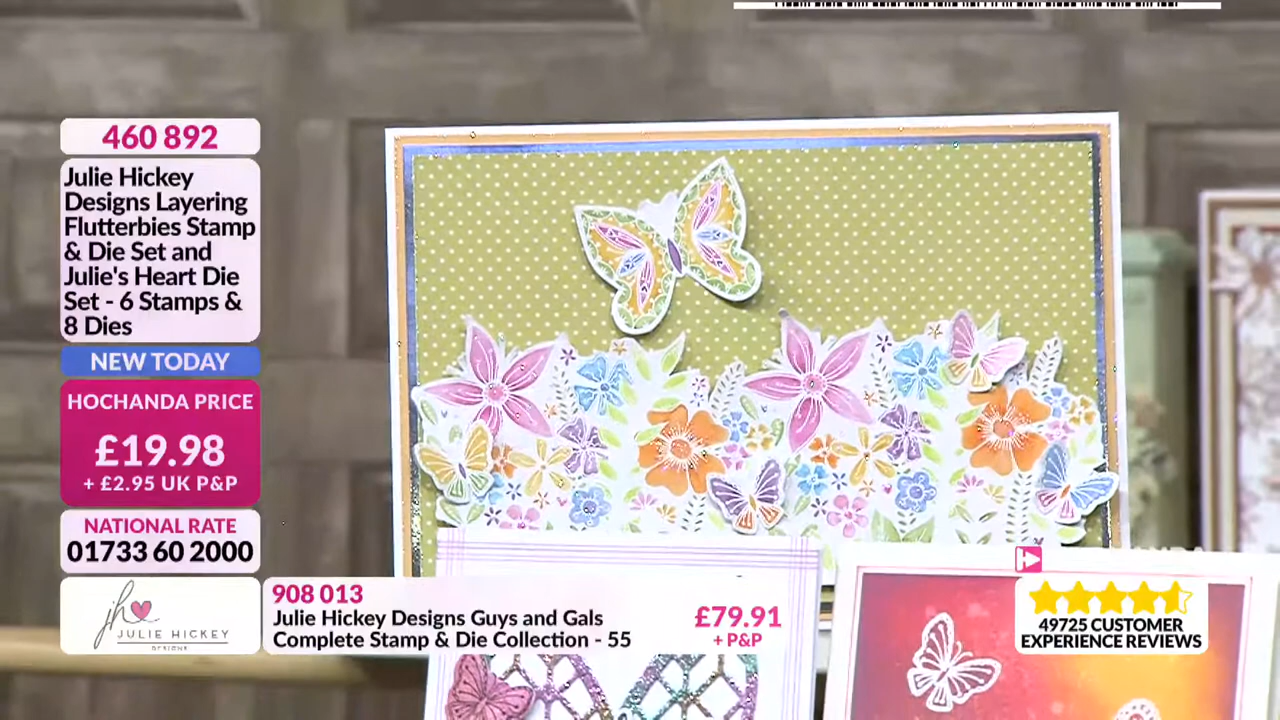 460 892
Julie Hickey
Designs Layering
Flutterbies Stamp
& Die Set and
Julie's Heart Die
Set - 6 Stamps &
8 Dies
NEW TODAY
HOCHANDA PRICE
£19.98
+ £2.95 UK P&P
NATIONAL RATE
01733 60 2000
jh
JULIE HICKEY
DESIGNS
908 013
Julie Hickey Designs Guys and Gals
Complete Stamp & Die Collection - 55
£79.91
+ P&P
49725 CUSTOMER
EXPERIENCE REVIEWS